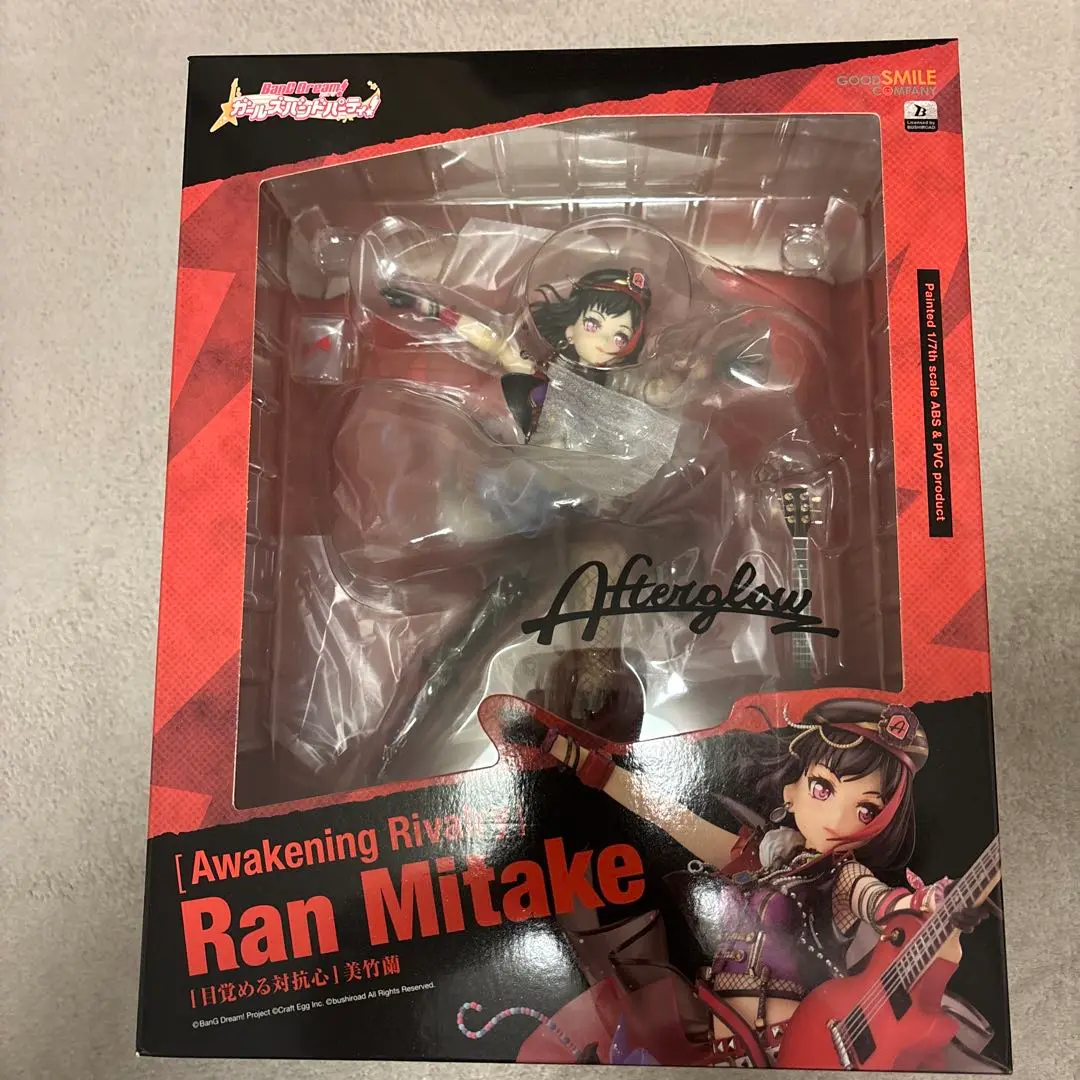 BanG Dream!
ガールズバンドパーティ!
GOOD SMILE
COMPANY
B
Licensed by
BUSHIROAD
Painted 1/7th scale ABS & PVC product
A
Afterglow
A
[Awakening Rivalry]
Ran Mitake
[目覚める対抗心] 美竹蘭
©BanG Dream! Project ©Craft Egg Inc. ©bushiroad All Rights Reserved.